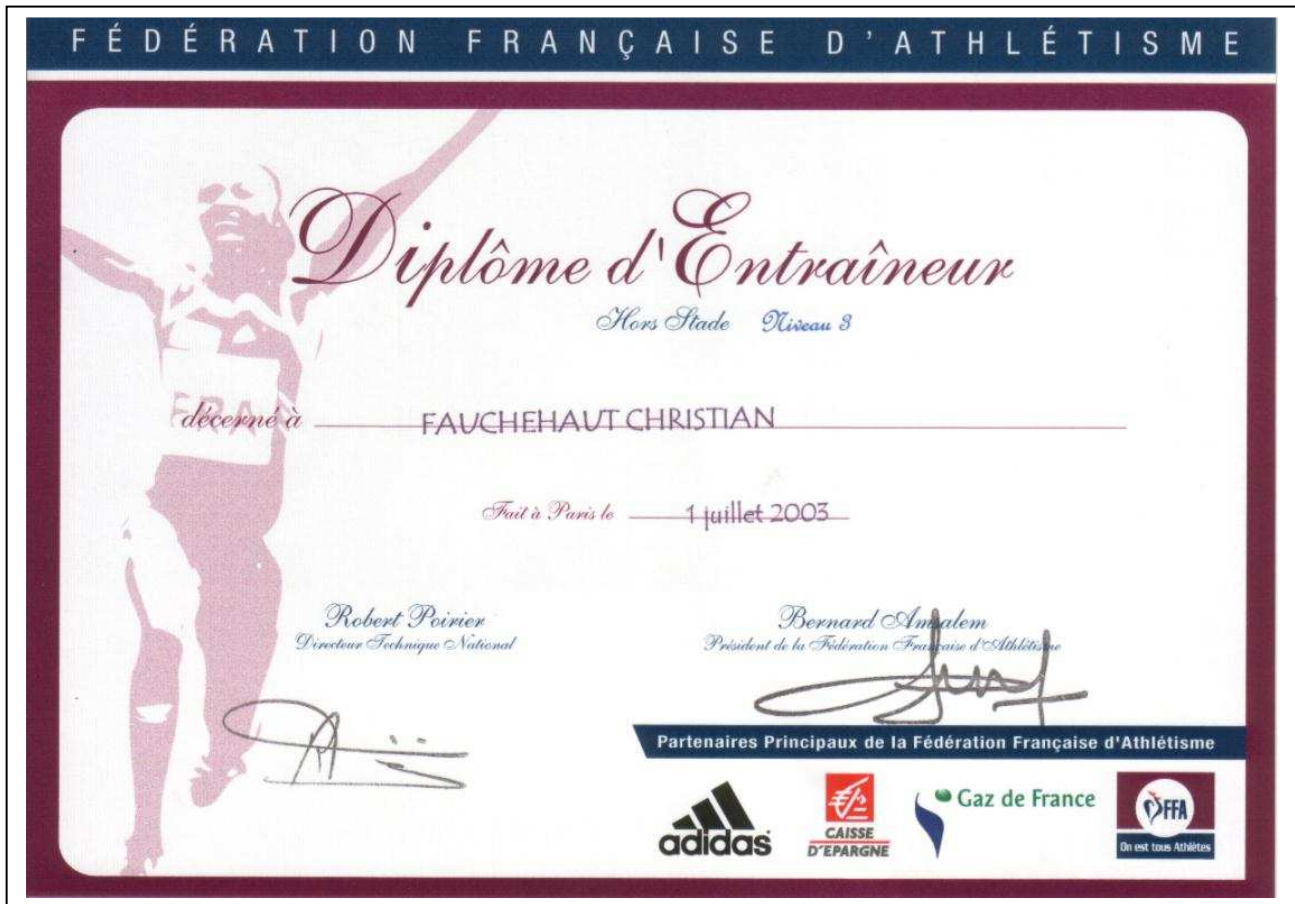 FÉDÉRATION FRANÇAISE D'ATHLÉTISME
Diplôme d'Entraîneur
Hors Stade Niveau 3
FRA
décerné à FAUCHEHAUT CHRISTIAN
Fait à Paris le 1 juillet 2003
Robert Poirier
Directeur Technique National
Bernard Amsalem
Président de la Fédération Française d'Athlétisme
Partenaires Principaux de la Fédération Française d'Athlétisme
adidas
CAISSE
D'EPARGNE
Gaz de France
FFA
On est tous Athlètes